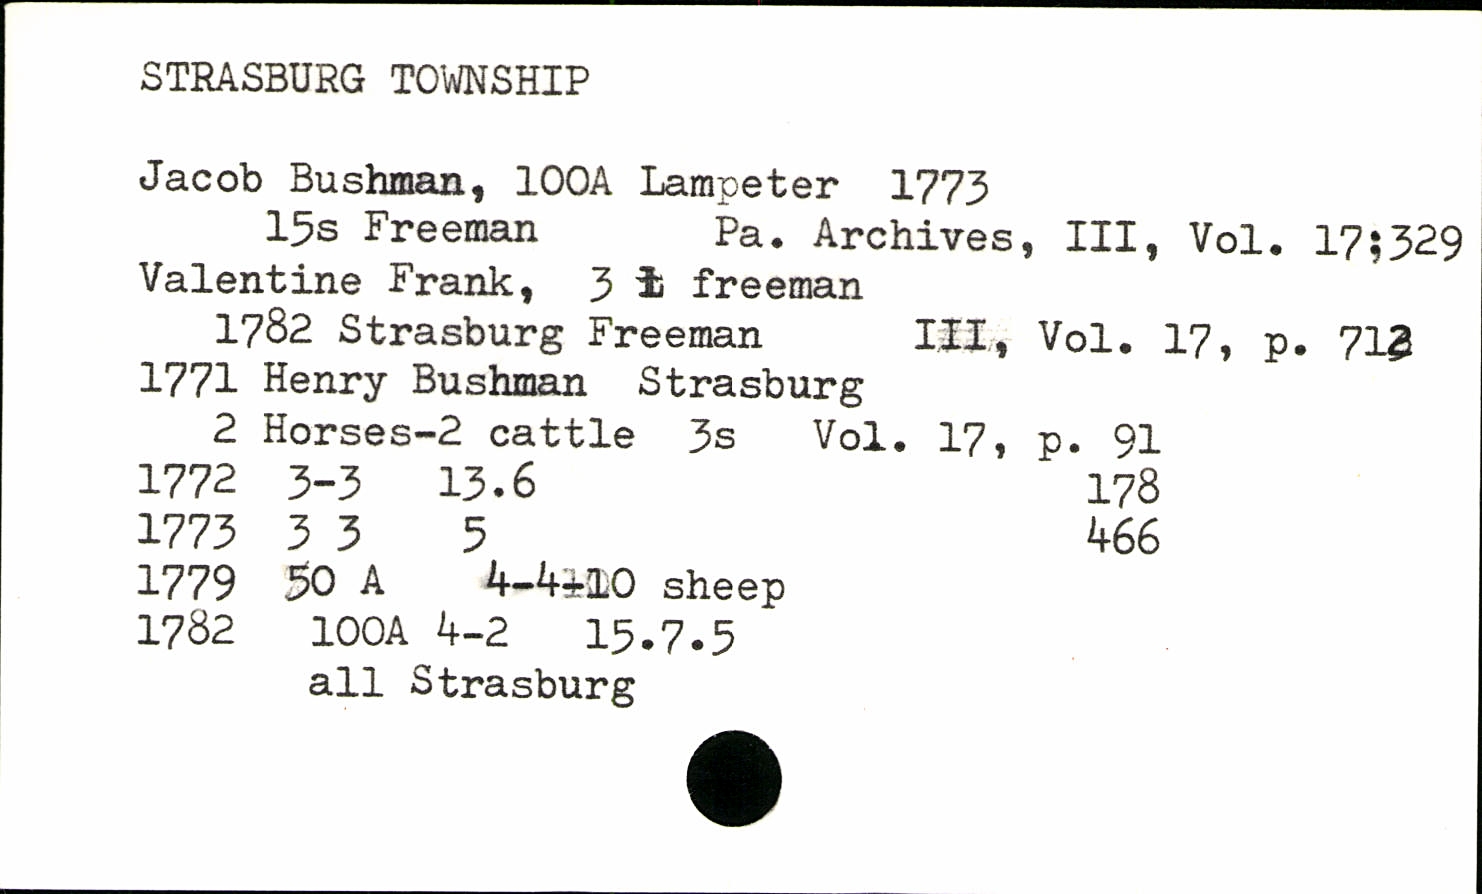 STRASBURG TOWNSHIP
Jacob Bushman, 100A Lampeter 1773
15s Freeman Pa. Archives, III, Vol. 17;329
Valentine Frank, 3 freeman
1782 Strasburg Freeman III, Vol. 17, p.
1771 Henry Bushman Strasburg
2 Horses-2 cattle 3s Vol. 17, p. 91
1772 3-3 13.6 178
1773 3 3 5 466
1779 50 A 4-4-10 sheep
1782 100A 4-2 15.7.5
all Strasburg